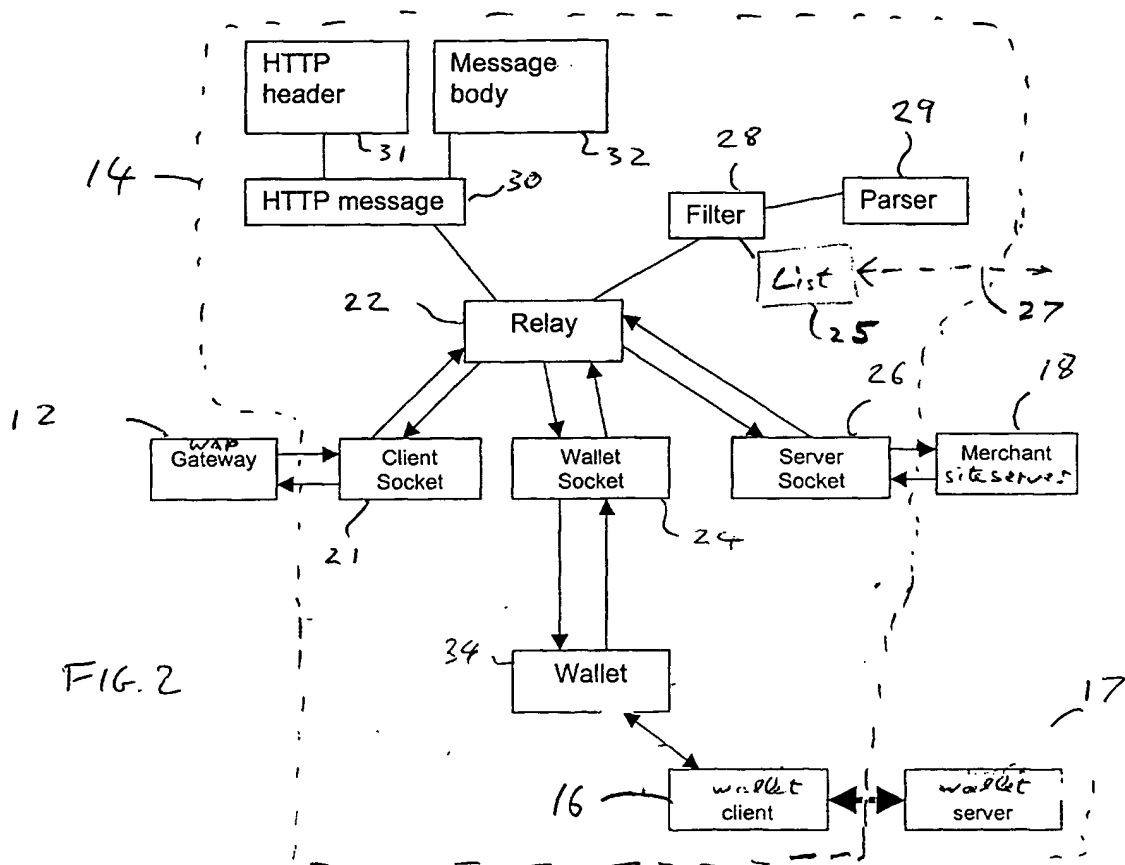 HTTP
header
Message
body
31
32
28
29
14
HTTP message
30
Filter
Parser
List
25
27
22
Relay
26
18
12
WAP
Gateway
Client
Socket
Wallet
Socket
Server
Socket
Merchant
site server
21
24
34
Wallet
FIG. 2
17
16
wallet
client
wallet
server